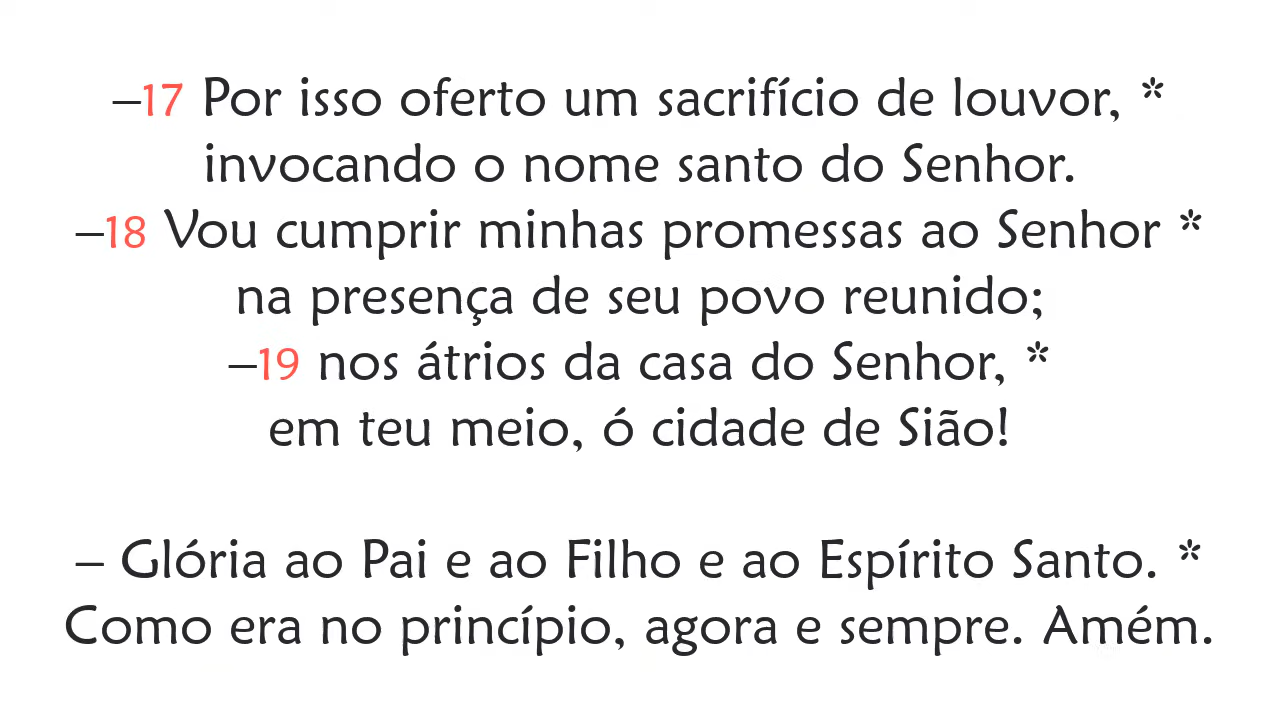 –17 Por isso oferto um sacrifício de louvor, *
invocando o nome santo do Senhor.
–18 Vou cumprir minhas promessas ao Senhor *
na presença de seu povo reunido;
–19 nos átrios da casa do Senhor, *
em teu meio, ó cidade de Sião!
– Glória ao Pai e ao Filho e ao Espírito Santo. *
Como era no princípio, agora e sempre. Amém.